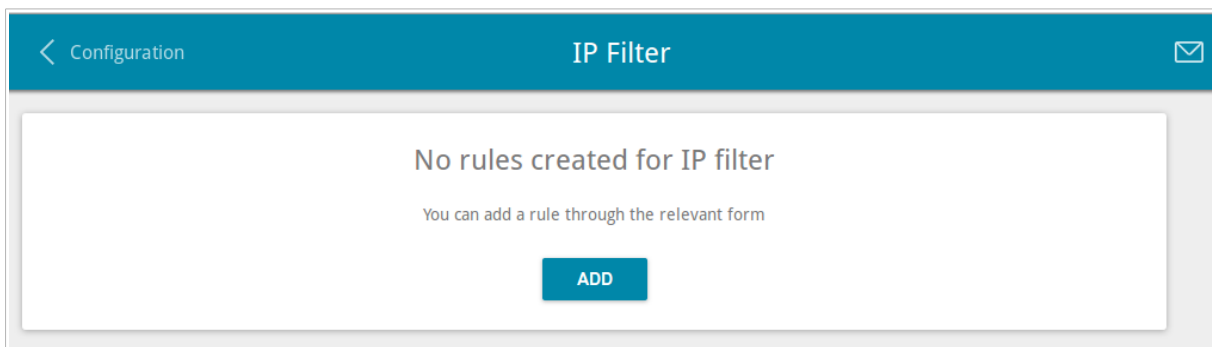 Configuration
IP Filter
No rules created for IP filter
You can add a rule through the relevant form
ADD